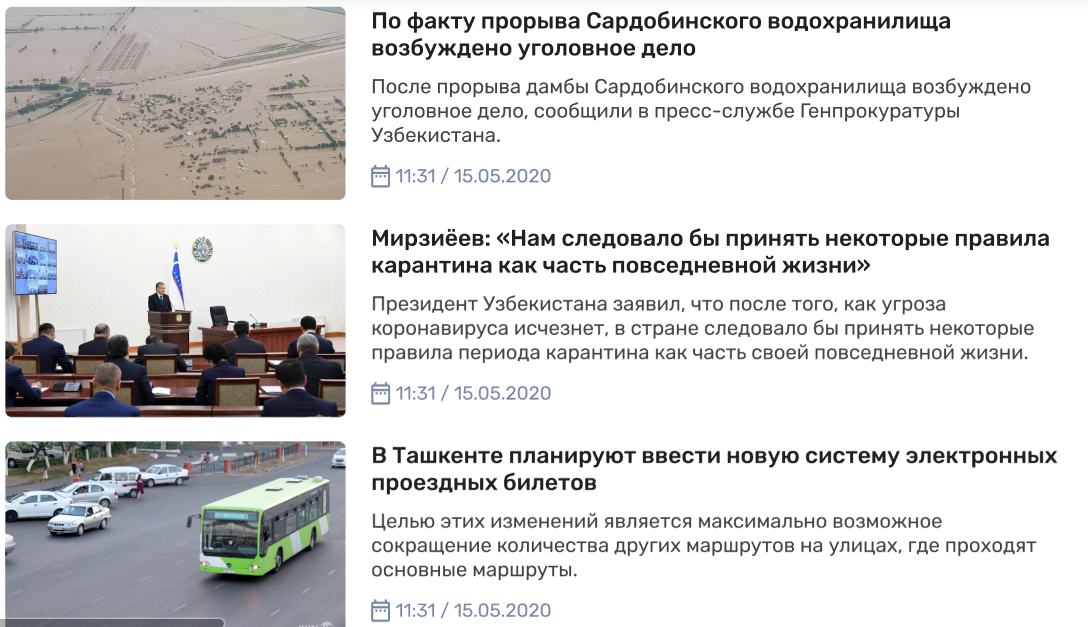 По факту прорыва Сардобинского водохранилища
возбуждено уголовное дело
После прорыва дамбы Сардобинского водохранилища возбуждено
уголовное дело, сообщили в пресс-службе Генпрокуратуры
Узбекистана.
11:31 / 15.05.2020
Мирзиёев: «Нам следовало бы принять некоторые правила
карантина как часть повседневной жизни»
Президент Узбекистана заявил, что после того, как угроза
коронавируса исчезнет, в стране следовало бы принять некоторые
правила периода карантина как часть своей повседневной жизни.
11:31 / 15.05.2020
В Ташкенте планируют ввести новую систему электронных
проездных билетов
Целью этих изменений является максимально возможное
сокращение количества других маршрутов на улицах, где проходят
основные маршруты.
11:31 / 15.05.2020